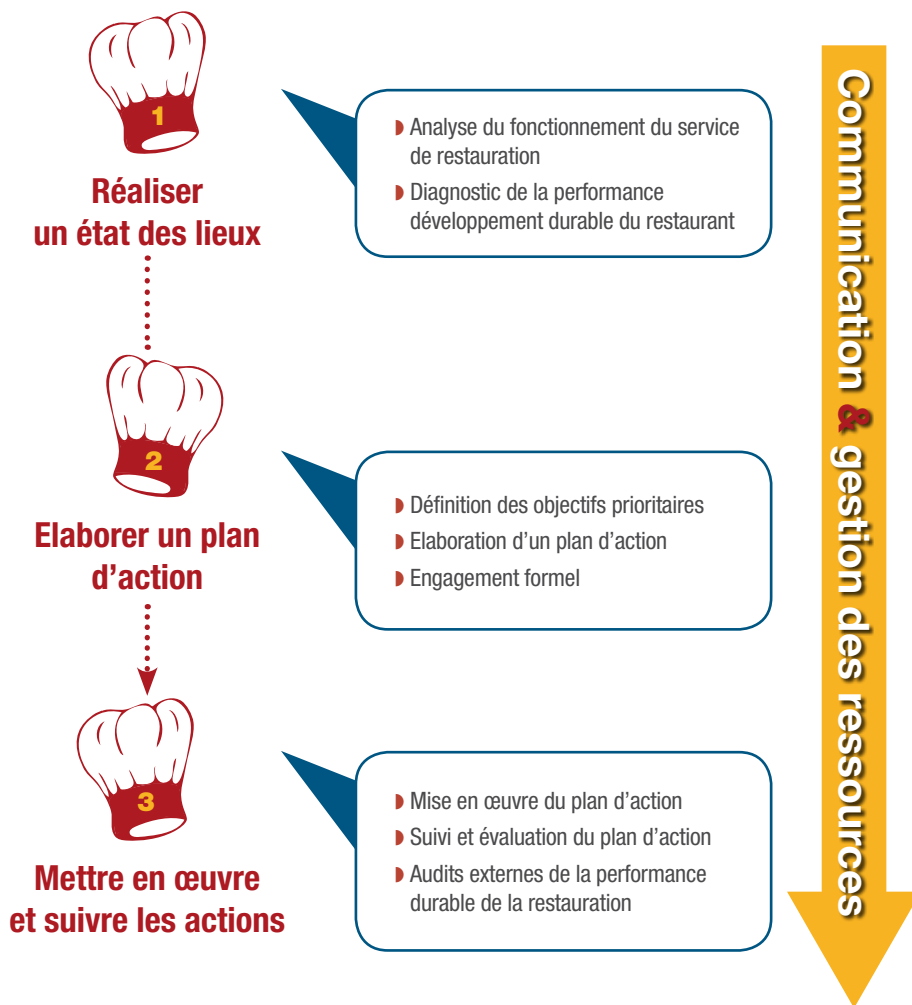 1
Réaliser
un état des lieux
◗ Analyse du fonctionnement du service
de restauration
◗ Diagnostic de la performance
développement durable du restaurant
2
Elaborer un plan
d’action
◗ Définition des objectifs prioritaires
◗ Elaboration d’un plan d’action
◗ Engagement formel
3
Mettre en œuvre
et suivre les actions
◗ Mise en œuvre du plan d’action
◗ Suivi et évaluation du plan d’action
◗ Audits externes de la performance
durable de la restauration
Communication & gestion des ressources